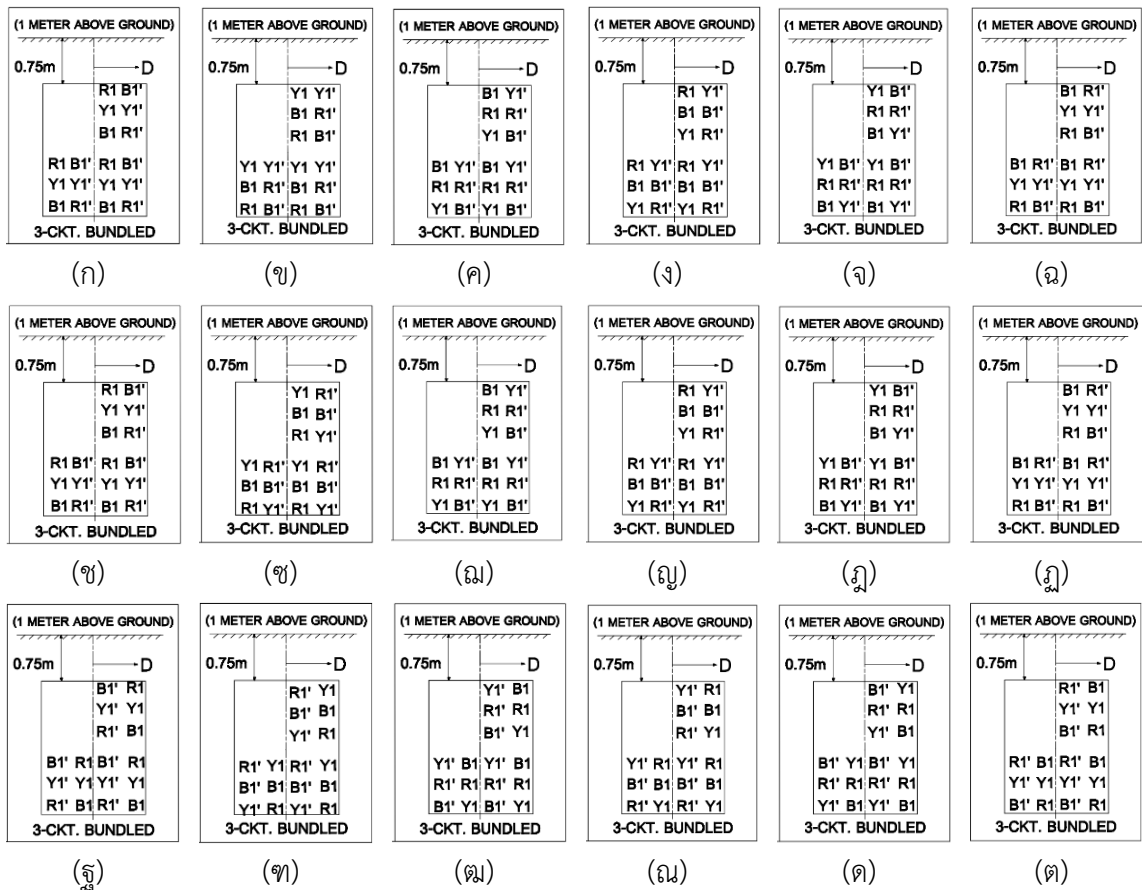 (1 METER ABOVE GROUND)
0.75m
D
R1 B1'
Y1 Y1'
B1 R1'
R1 B1' R1 B1'
Y1 Y1' Y1 Y1'
B1 R1' B1 R1'
3-CKT. BUNDLED
(ก)
(1 METER ABOVE GROUND)
0.75m
D
Y1 Y1'
B1 R1'
R1 B1'
Y1 Y1' Y1 Y1'
B1 R1' B1 R1'
R1 B1' R1 B1'
3-CKT. BUNDLED
(ข)
(1 METER ABOVE GROUND)
0.75m
D
B1 Y1'
R1 R1'
Y1 B1'
B1 Y1' B1 Y1'
R1 R1' R1 R1'
Y1 B1' Y1 B1'
3-CKT. BUNDLED
(ค)
(1 METER ABOVE GROUND)
0.75m
D
R1 Y1'
B1 B1'
Y1 R1'
R1 Y1' R1 Y1'
B1 B1' B1 B1'
Y1 R1' Y1 R1'
3-CKT. BUNDLED
(ง)
(1 METER ABOVE GROUND)
0.75m
D
Y1 B1'
R1 R1'
B1 Y1'
Y1 B1' Y1 B1'
R1 R1' R1 R1'
B1 Y1' B1 Y1'
3-CKT. BUNDLED
(จ)
(1 METER ABOVE GROUND)
0.75m
D
B1 R1'
Y1 Y1'
R1 B1'
B1 R1' B1 R1'
Y1 Y1' Y1 Y1'
R1 B1' R1 B1'
3-CKT. BUNDLED
(ฉ)
(1 METER ABOVE GROUND)
0.75m
D
R1 B1'
Y1 Y1'
B1 R1'
R1 B1' R1 B1'
Y1 Y1' Y1 Y1'
B1 R1' B1 R1'
3-CKT. BUNDLED
(ช)
(1 METER ABOVE GROUND)
0.75m
D
Y1 R1'
B1 B1'
R1 Y1'
Y1 R1' Y1 R1'
B1 B1' B1 B1'
R1 Y1' R1 Y1'
3-CKT. BUNDLED
(ซ)
(1 METER ABOVE GROUND)
0.75m
D
B1 Y1'
R1 R1'
Y1 B1'
B1 Y1' B1 Y1'
R1 R1' R1 R1'
Y1 B1' Y1 B1'
3-CKT. BUNDLED
(ฌ)
(1 METER ABOVE GROUND)
0.75m
D
R1 Y1'
B1 B1'
Y1 R1'
R1 Y1' R1 Y1'
B1 B1' B1 B1'
Y1 R1' Y1 R1'
3-CKT. BUNDLED
(ญ)
(1 METER ABOVE GROUND)
0.75m
D
Y1 B1'
R1 R1'
B1 Y1'
Y1 B1' Y1 B1'
R1 R1' R1 R1'
B1 Y1' B1 Y1'
3-CKT. BUNDLED
(ฎ)
(1 METER ABOVE GROUND)
0.75m
D
B1 R1'
Y1 Y1'
R1 B1'
B1 R1' B1 R1'
Y1 Y1' Y1 Y1'
R1 B1' R1 B1'
3-CKT. BUNDLED
(ฏ)
(1 METER ABOVE GROUND)
0.75m
D
B1' R1
Y1' Y1
R1' B1
B1' R1 B1' R1
Y1' Y1 Y1' Y1
R1' B1 R1' B1
3-CKT. BUNDLED
(ฐ)
(1 METER ABOVE GROUND)
0.75m
D
R1' Y1
B1' B1
Y1' R1
R1' Y1 R1' Y1
B1' B1 B1' B1
Y1' R1 Y1' R1
3-CKT. BUNDLED
(ฑ)
(1 METER ABOVE GROUND)
0.75m
D
Y1' B1
R1' R1
B1' Y1
Y1' B1 Y1' B1
R1' R1 R1' R1
B1' Y1 B1' Y1
3-CKT. BUNDLED
(ฒ)
(1 METER ABOVE GROUND)
0.75m
D
Y1' R1
B1' B1
R1' Y1
Y1' R1 Y1' R1
B1' B1 B1' B1
R1' Y1 R1' Y1
3-CKT. BUNDLED
(ณ)
(1 METER ABOVE GROUND)
0.75m
D
B1' Y1
R1' R1
Y1' B1
B1' Y1 B1' Y1
R1' R1 R1' R1
Y1' B1 Y1' B1
3-CKT. BUNDLED
(ด)
(1 METER ABOVE GROUND)
0.75m
D
R1' B1
Y1' Y1
B1' R1
R1' B1 R1' B1
Y1' Y1 Y1' Y1
B1' R1 B1' R1
3-CKT. BUNDLED
(ต)